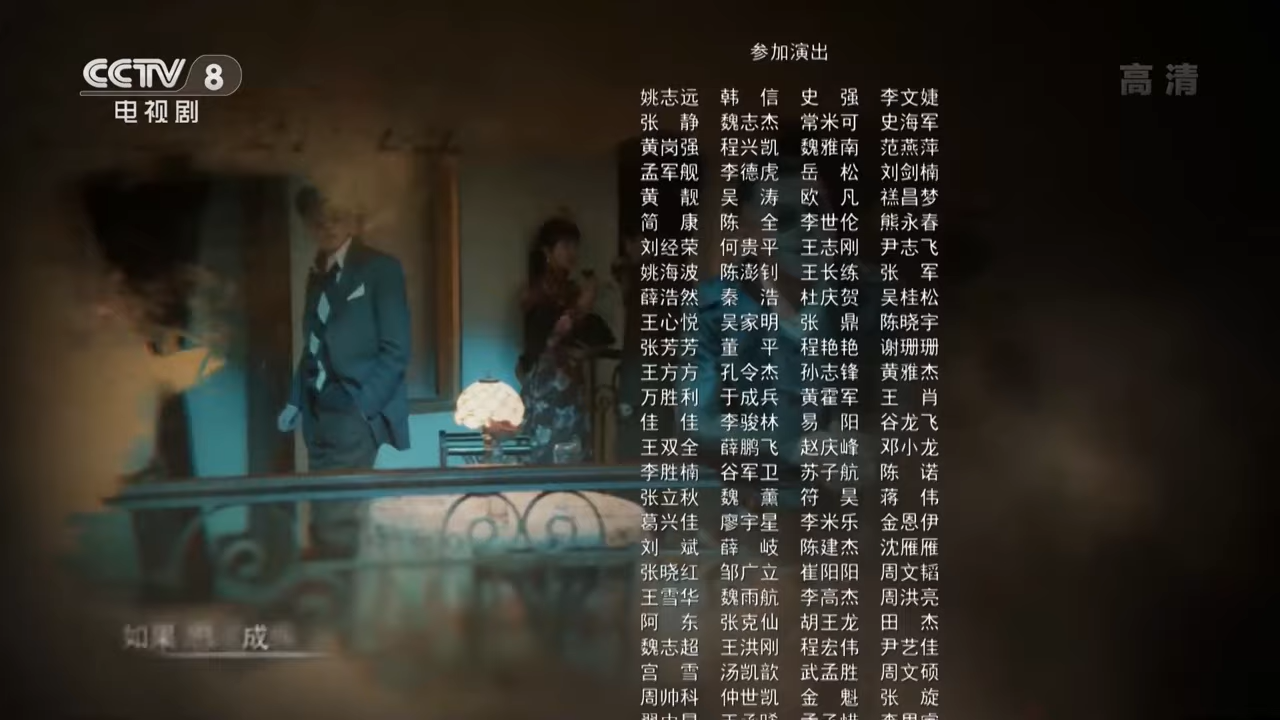 参加演出
CCTV 8
电视剧
高清
姚志远 韩 信 史 强 李文婕
张 静 魏志杰 常米可 史海军
黄岗强 程兴凯 魏雅南 范燕萍
孟军舰 李德虎 岳 松 刘剑楠
黄 靓 吴 涛 欧 凡 禚昌梦
简 康 陈 全 李世伦 熊永春
刘经荣 何贵平 王志刚 尹志飞
姚海波 陈澎钊 王长练 张 军
薛浩然 秦 浩 杜庆贺 吴桂松
王心悦 吴家明 张 鼎 陈晓宇
张芳芳 董 平 程艳艳 谢珊珊
王方方 孔令杰 孙志锋 黄雅杰
万胜利 于成兵 黄霍军 王 肖
佳 佳 李骏林 易 阳 谷龙飞
王双全 薛鹏飞 赵庆峰 邓小龙
李胜楠 谷军卫 苏子航 陈 诺
张立秋 魏 薰 符 昊 蒋 伟
葛兴佳 廖宇星 李米乐 金恩伊
刘 斌 薛 岐 陈建杰 沈雁雁
张晓红 邹广立 崔阳阳 周文韬
王雪华 魏雨航 李高杰 周洪亮
阿 东 张克仙 胡王龙 田 杰
如果 成
魏志超 王洪刚 程宏伟 尹艺佳
宫 雪 汤凯歆 武孟胜 周文硕
周帅科 仲世凯 金 魁 张 旋